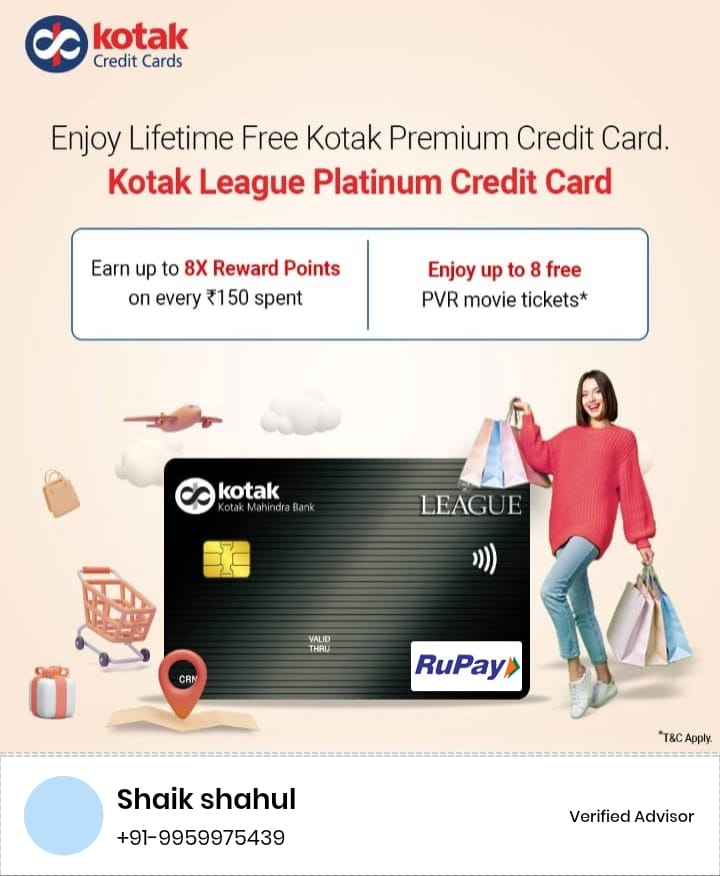 kotak
Credit Cards
Enjoy Lifetime Free Kotak Premium Credit Card.
Kotak League Platinum Credit Card
Earn up to 8X Reward Points
on every ₹150 spent
Enjoy up to 8 free
PVR movie tickets*
kotak
Kotak Mahindra Bank
LEAGUE
VALID
THRU
CRN
RuPay
*T&C Apply.
Shaik shahul
+91-9959975439
Verified Advisor